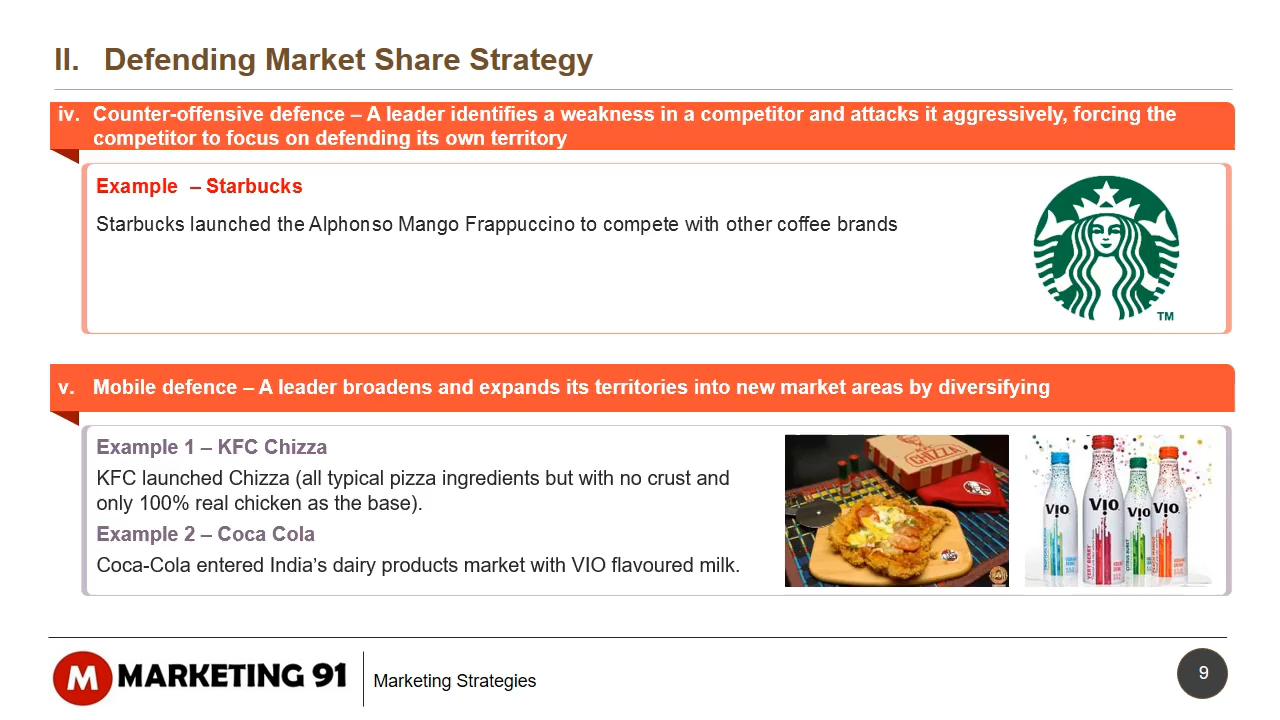 II. Defending Market Share Strategy
iv. Counter-offensive defence – A leader identifies a weakness in a competitor and attacks it aggressively, forcing the
competitor to focus on defending its own territory
Example – Starbucks
Starbucks launched the Alphonso Mango Frappuccino to compete with other coffee brands
TM
v. Mobile defence – A leader broadens and expands its territories into new market areas by diversifying
Example 1 – KFC Chizza
KFC launched Chizza (all typical pizza ingredients but with no crust and
only 100% real chicken as the base).
Example 2 – Coca Cola
Coca-Cola entered India's dairy products market with VIO flavoured milk.
CHIZZA
KFC
Vio
Vio
Vio
Vio
VERY BERRY
CITRUS BURST
M MARKETING 91
Marketing Strategies
9